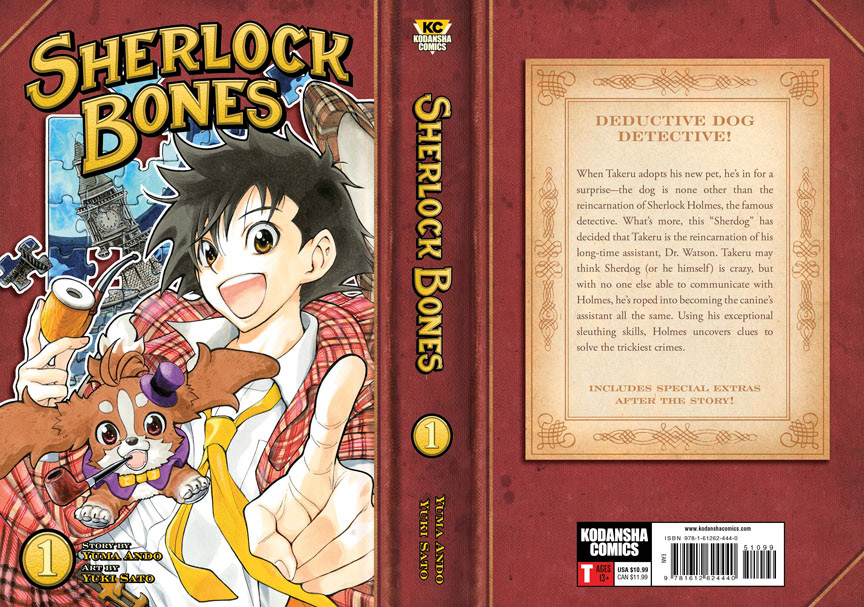 SHERLOCK
BONES
1
STORY BY
YUMA ANDO
ART BY
YUKI SATO
KC
KODANSHA
COMICS
SHERLOCK BONES
1
YUMA ANDO
YUKI SATO
DEDUCTIVE DOG
DETECTIVE!
When Takeru adopts his new pet, he's in for a
surprise—the dog is none other than the
reincarnation of Sherlock Holmes, the famous
detective. What's more, this "Sherdog" has
decided that Takeru is the reincarnation of his
long-time assistant, Dr. Watson. Takeru may
think Sherdog (or he himself) is crazy, but
with no one else able to communicate with
Holmes, he's roped into becoming the canine's
assistant all the same. Using his exceptional
sleuthing skills, Holmes uncovers clues to
solve the trickiest crimes.
INCLUDES SPECIAL EXTRAS
AFTER THE STORY!
KODANSHA
COMICS
T AGES
13+
USA $10.99
CAN $11.99
www.kodanshacomics.com
ISBN 978-1-61262-444-0
51099
EAN
9 781612 624440